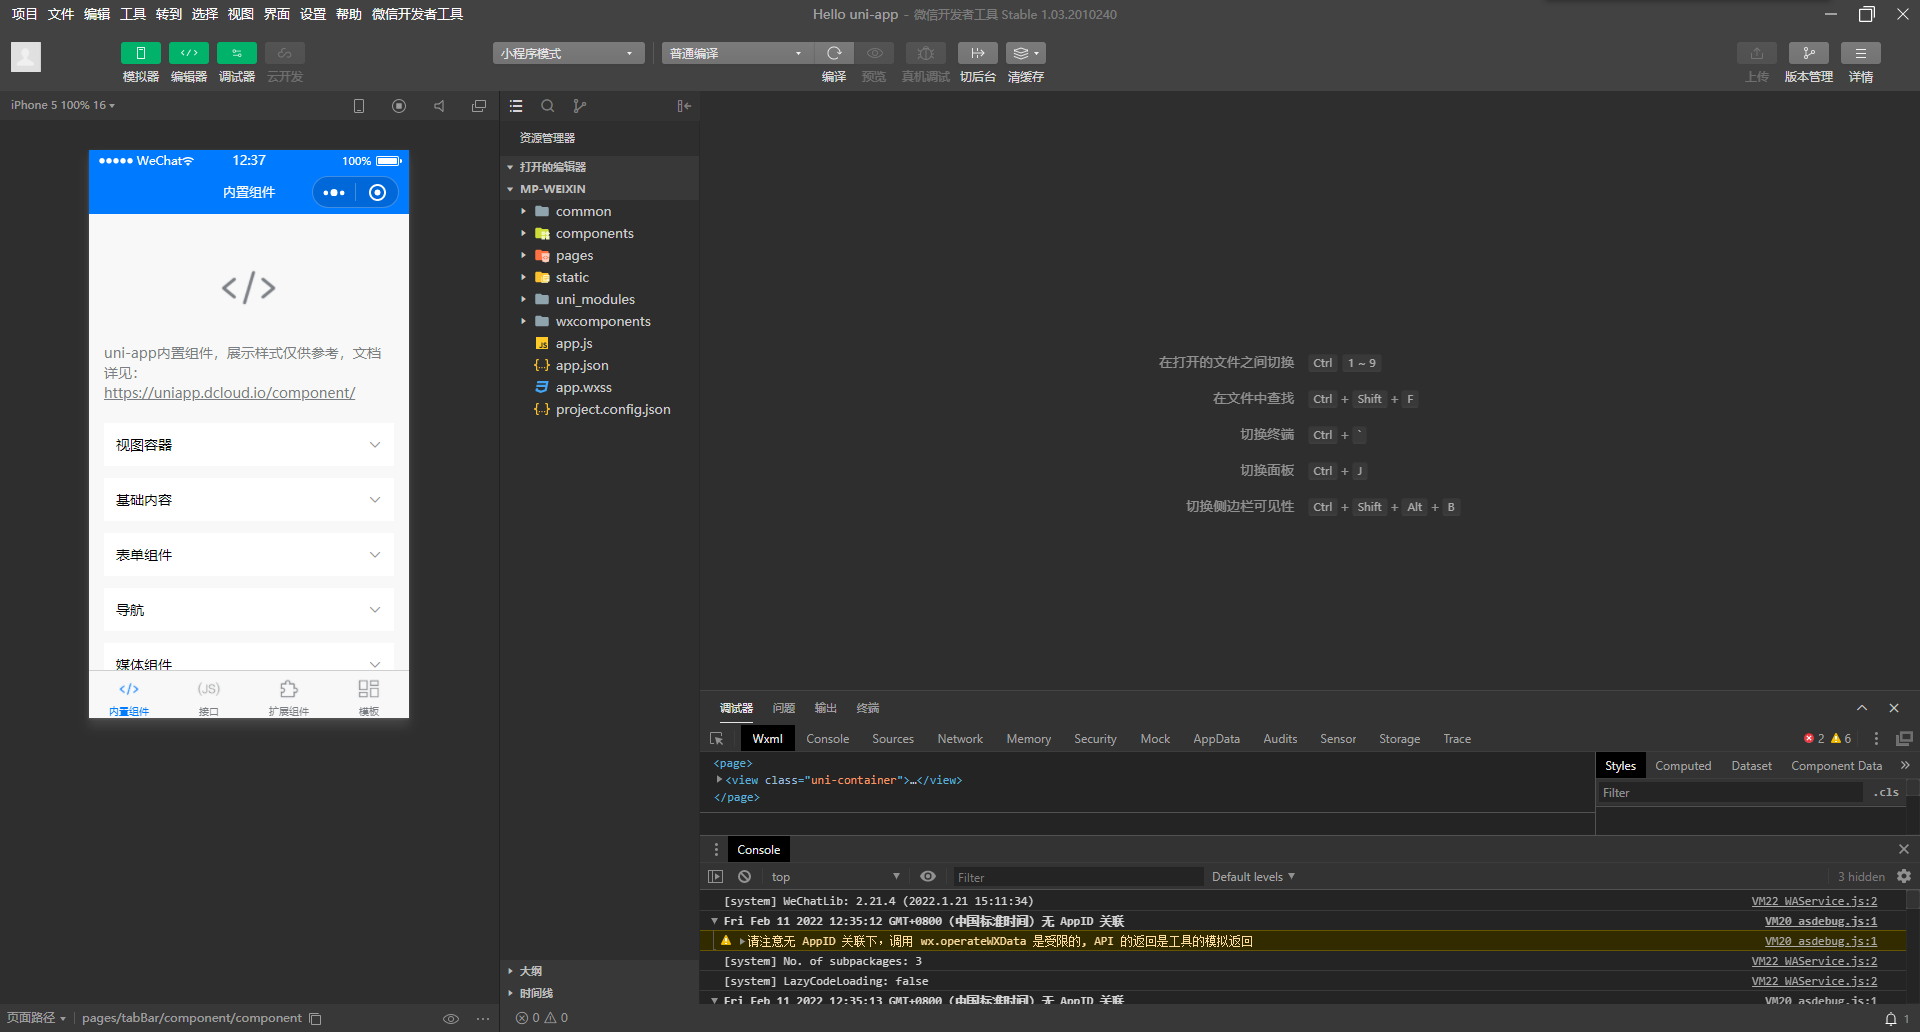 项目 文件 编辑 工具 转到 选择 视图 界面 设置 帮助 微信开发者工具
Hello uni-app - 微信开发者工具 Stable 1.03.2010240
模拟器 编辑器 调试器 云开发
小程序模式
普通编译
编译 预览 真机调试 切后台 清缓存
上传 版本管理 详情
iPhone 5 100% 16
WeChat 12:37 100%
内置组件
</>
uni-app内置组件，展示样式仅供参考，文档
详见：
https://uniapp.dcloud.io/component/
视图容器
基础内容
表单组件
导航
媒体组件
</> (JS)
内置组件 接口 扩展组件 模板
页面路径 pages/tabBar/component/component
资源管理器
打开的编辑器
MP-WEIXIN
common
components
pages
static
uni_modules
wxcomponents
JS app.js
{..} app.json
app.wxss
{..} project.config.json
大纲
时间线
0 0
在打开的文件之间切换 Ctrl 1 ~ 9
在文件中查找 Ctrl + Shift + F
切换终端 Ctrl + `
切换面板 Ctrl + J
切换侧边栏可见性 Ctrl + Shift + Alt + B
调试器 问题 输出 终端
Wxml Console Sources Network Memory Security Mock AppData Audits Sensor Storage Trace 2 6
<page>
<view class="uni-container">…</view>
</page>
Styles Computed Dataset Component Data »
Filter .cls
Console
top Filter Default levels 3 hidden
[system] WeChatLib: 2.21.4 (2022.1.21 15:11:34) VM22 WAService.js:2
Fri Feb 11 2022 12:35:12 GMT+0800 (中国标准时间) 无 AppID 关联 VM20 asdebug.js:1
请注意无 AppID 关联下，调用 wx.operateWXData 是受限的, API 的返回是工具的模拟返回 VM20 asdebug.js:1
[system] No. of subpackages: 3 VM22 WAService.js:2
[system] LazyCodeLoading: false VM22 WAService.js:2
Fri Feb 11 2022 12:35:13 GMT+0800 (中国标准时间) 无 AppID 关联 VM20 asdebug.js:1
1